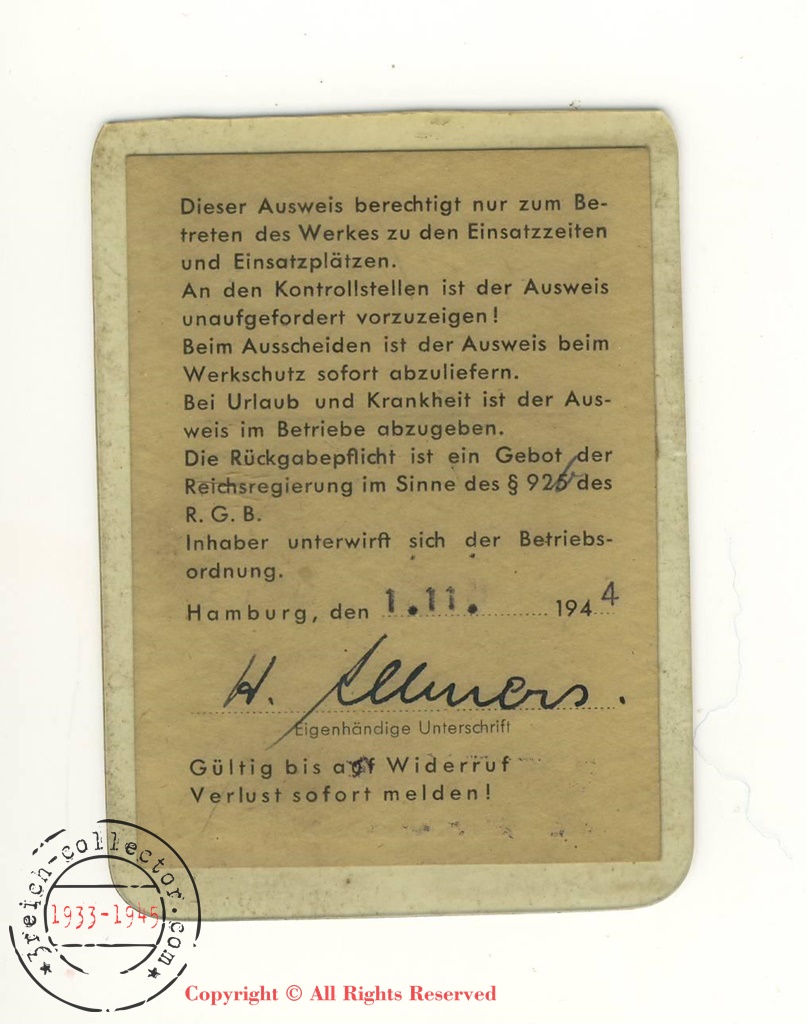 Dieser Ausweis berechtigt nur zum Be-
treten des Werkes zu den Einsatzzeiten
und Einsatzplätzen.
An den Kontrollstellen ist der Ausweis
unaufgefordert vorzuzeigen!
Beim Ausscheiden ist der Ausweis beim
Werkschutz sofort abzuliefern.
Bei Urlaub und Krankheit ist der Aus-
weis im Betriebe abzugeben.
Die Rückgabepflicht ist ein Gebot der
Reichsregierung im Sinne des § 92b des
R. G. B.
Inhaber unterwirft sich der Betriebs-
ordnung.
Hamburg, den 1.11. 1944
H. Ellmers.
Eigenhändige Unterschrift
Gültig bis auf Widerruf
Verlust sofort melden!
3reich-collector.com
1933-1945
Copyright © All Rights Reserved